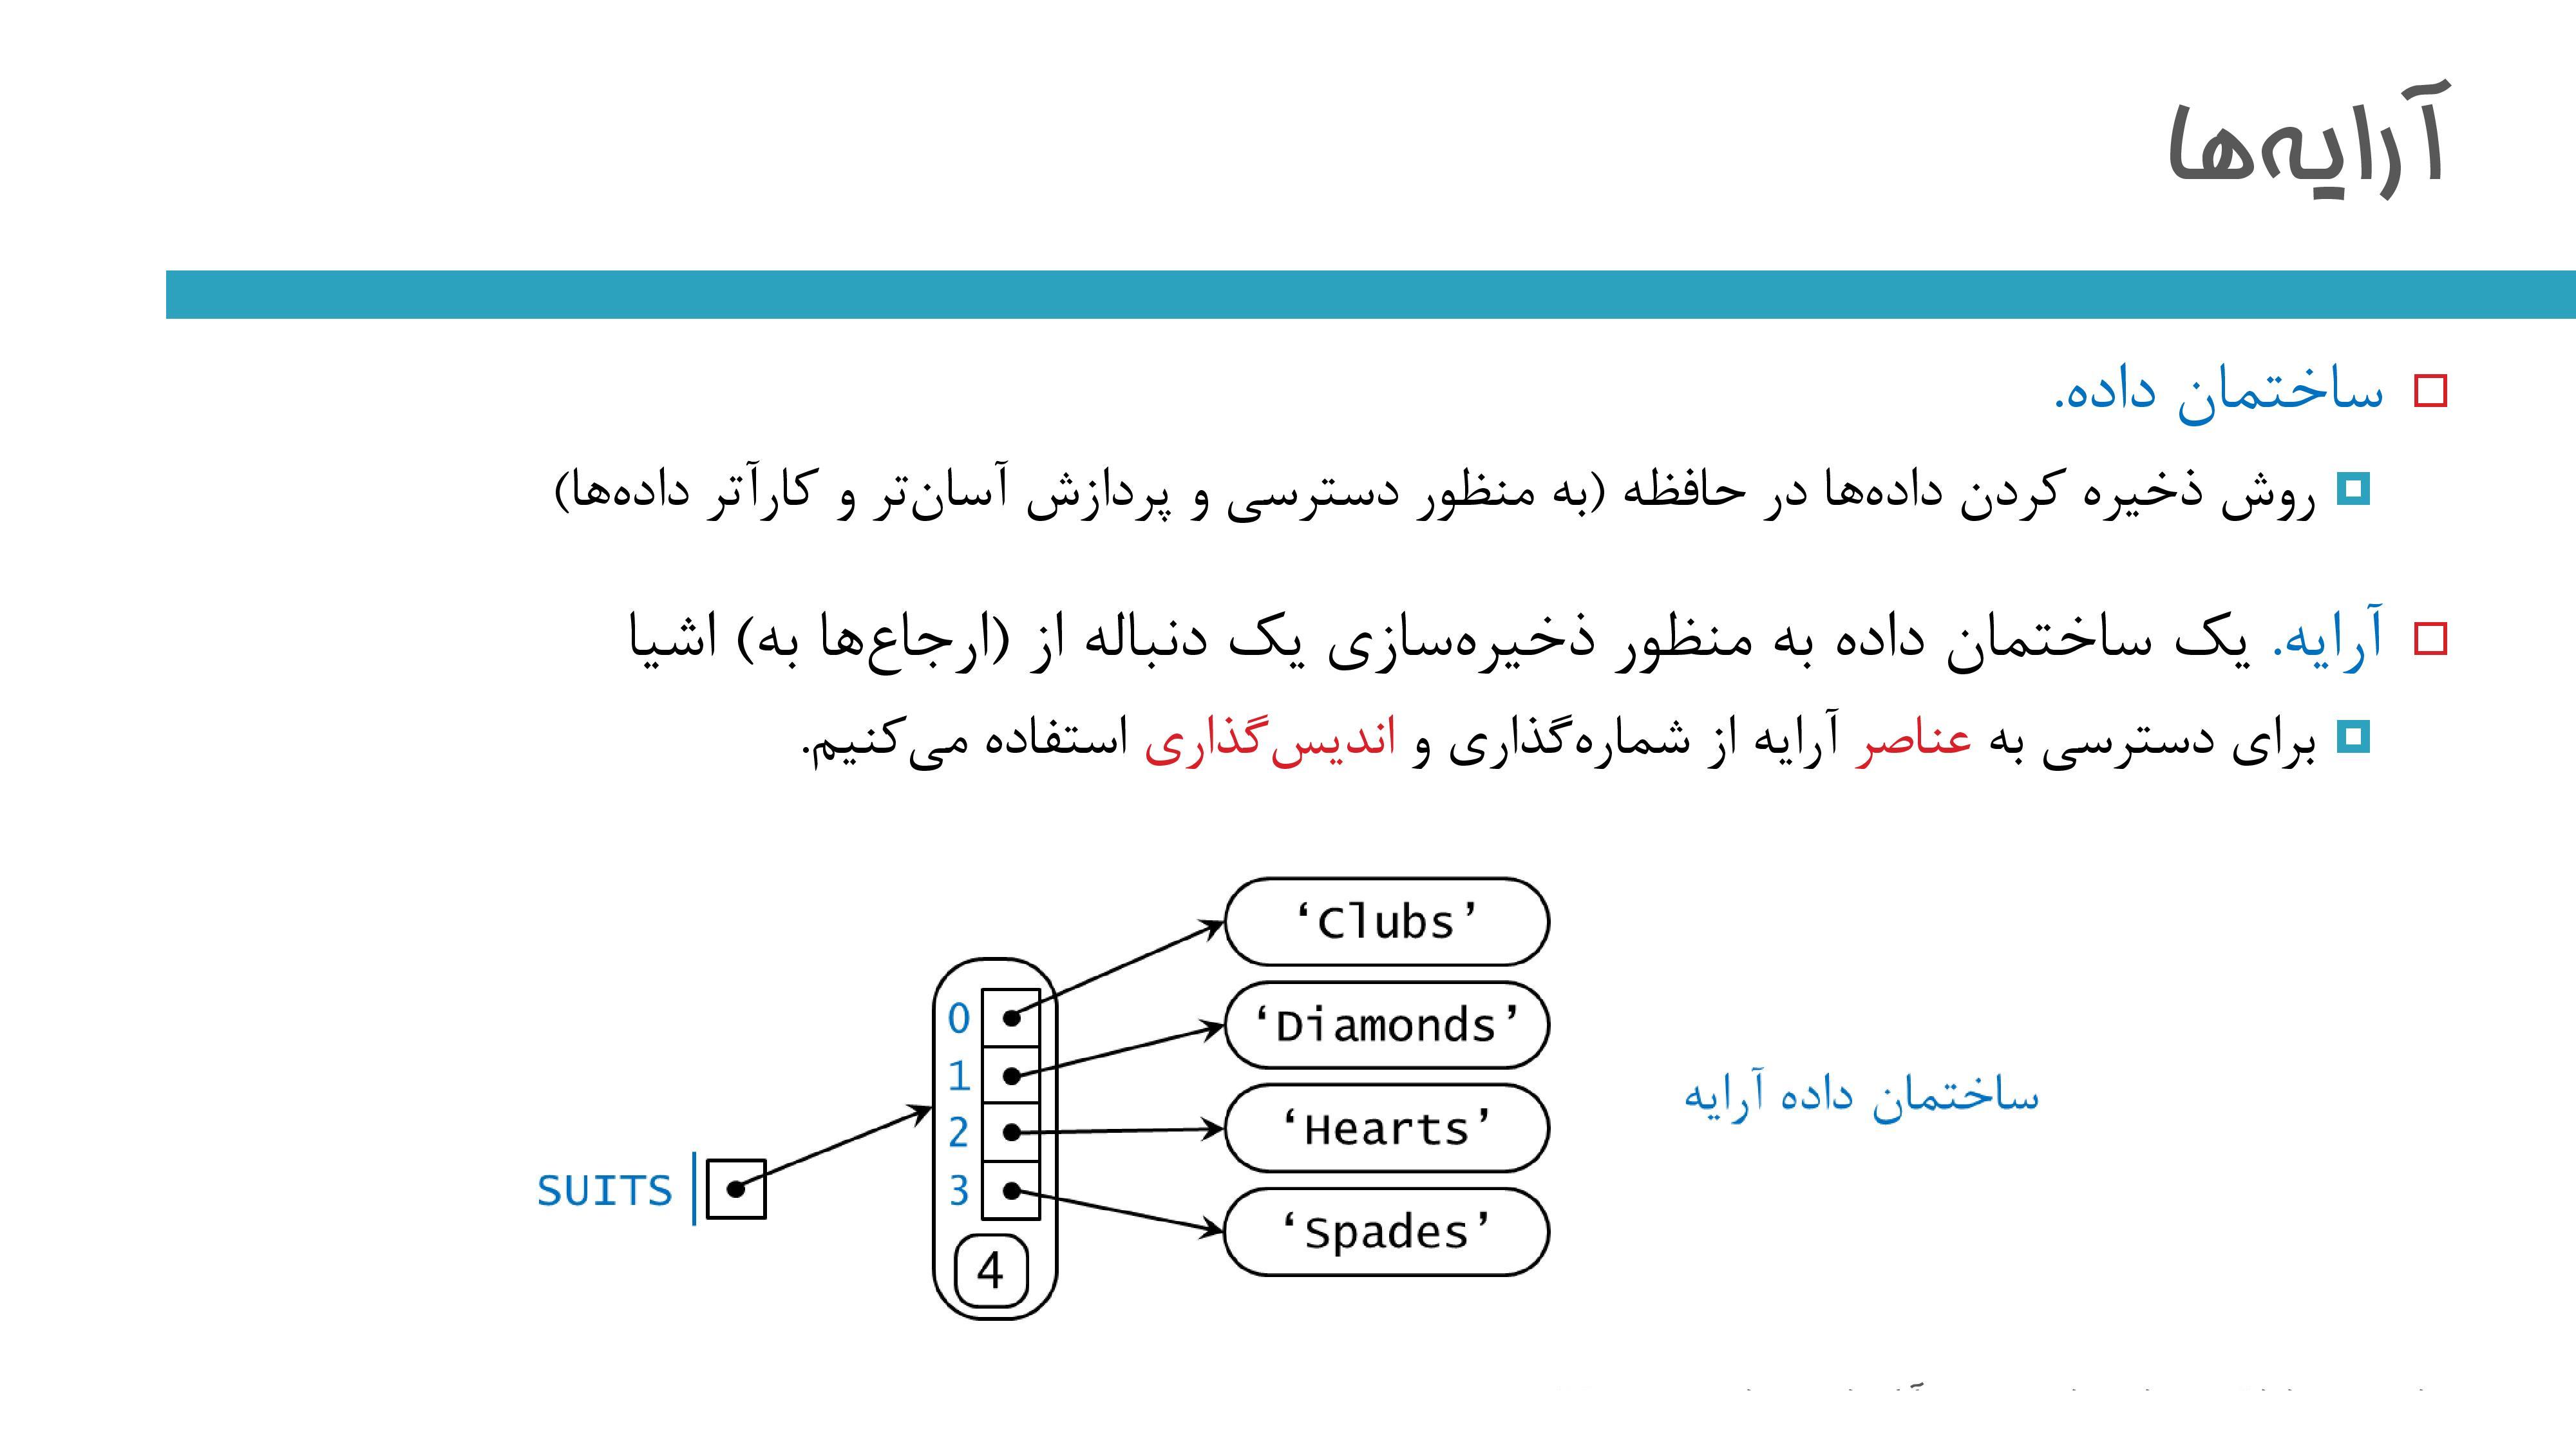 آرایه‌ها
ساختمان داده.
روش ذخیره کردن داده‌ها در حافظه (به منظور دسترسی و پردازش آسان‌تر و کارآتر داده‌ها)
آرایه. یک ساختمان داده به منظور ذخیره‌سازی یک دنباله از (ارجاع‌ها به) اشیا
برای دسترسی به عناصر آرایه از شماره‌گذاری و اندیس‌گذاری استفاده می‌کنیم.
‘Clubs’
‘Diamonds’
‘Hearts’
‘Spades’
ساختمان داده آرایه
0
1
2
3
4
SUITS